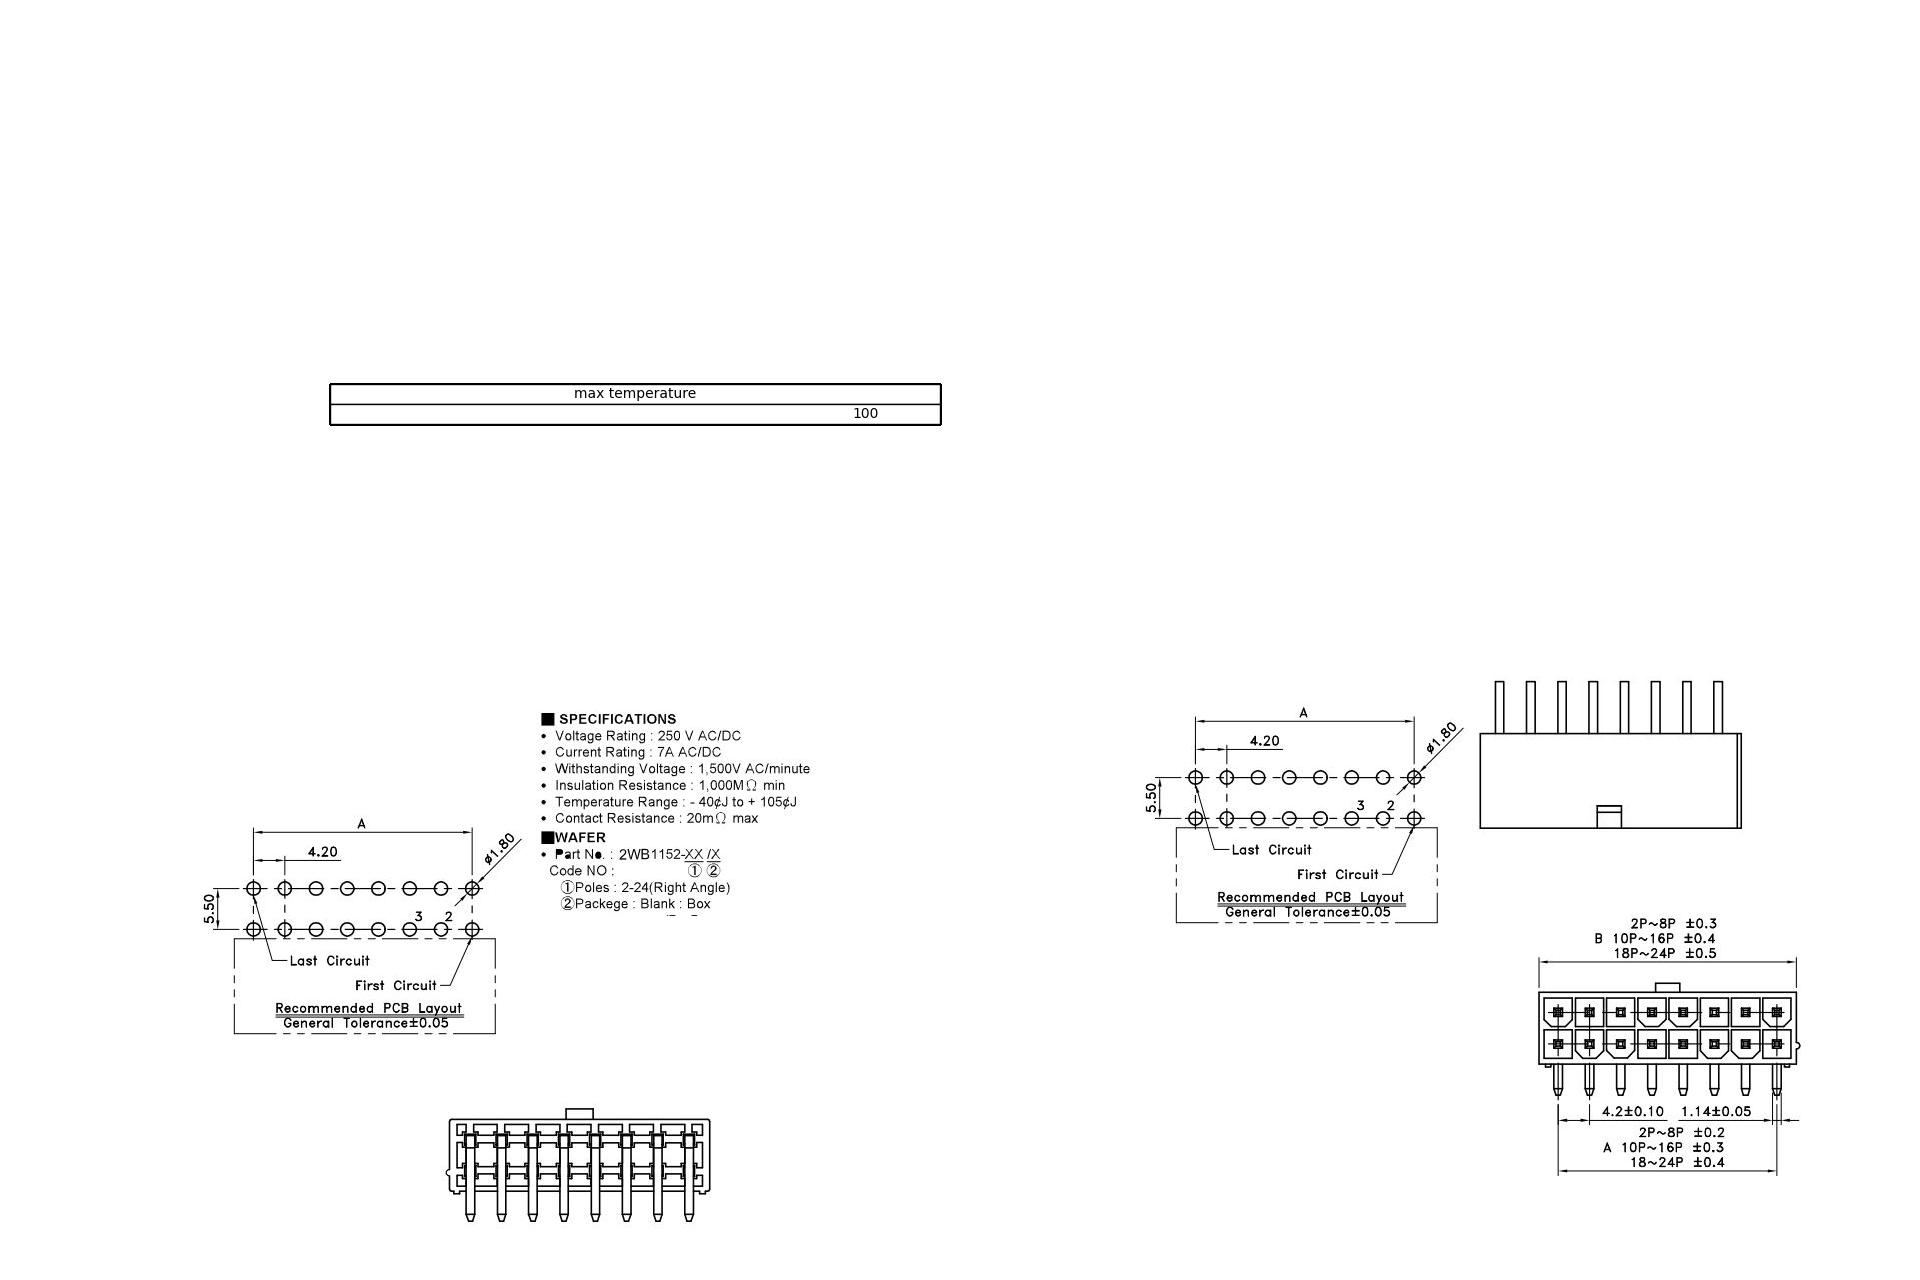 max temperature
100
■ SPECIFICATIONS
• Voltage Rating : 250 V AC/DC
• Current Rating : 7A AC/DC
• Withstanding Voltage : 1,500V AC/minute
• Insulation Resistance : 1,000MΩ min
• Temperature Range : - 40¢J to + 105¢J
• Contact Resistance : 20mΩ max
■WAFER
• Part No. : 2WB1152-XX /X
Code NO : ① ②
①Poles : 2-24(Right Angle)
②Packege : Blank : Box
A
4.20
ø1.80
5.50
3 2
Last Circuit
First Circuit
Recommended PCB Layout
General Tolerance±0.05
A
4.20
ø1.80
5.50
3 2
Last Circuit
First Circuit
Recommended PCB Layout
General Tolerance±0.05
2P~8P ±0.3
B 10P~16P ±0.4
18P~24P ±0.5
4.2±0.10 1.14±0.05
2P~8P ±0.2
A 10P~16P ±0.3
18~24P ±0.4